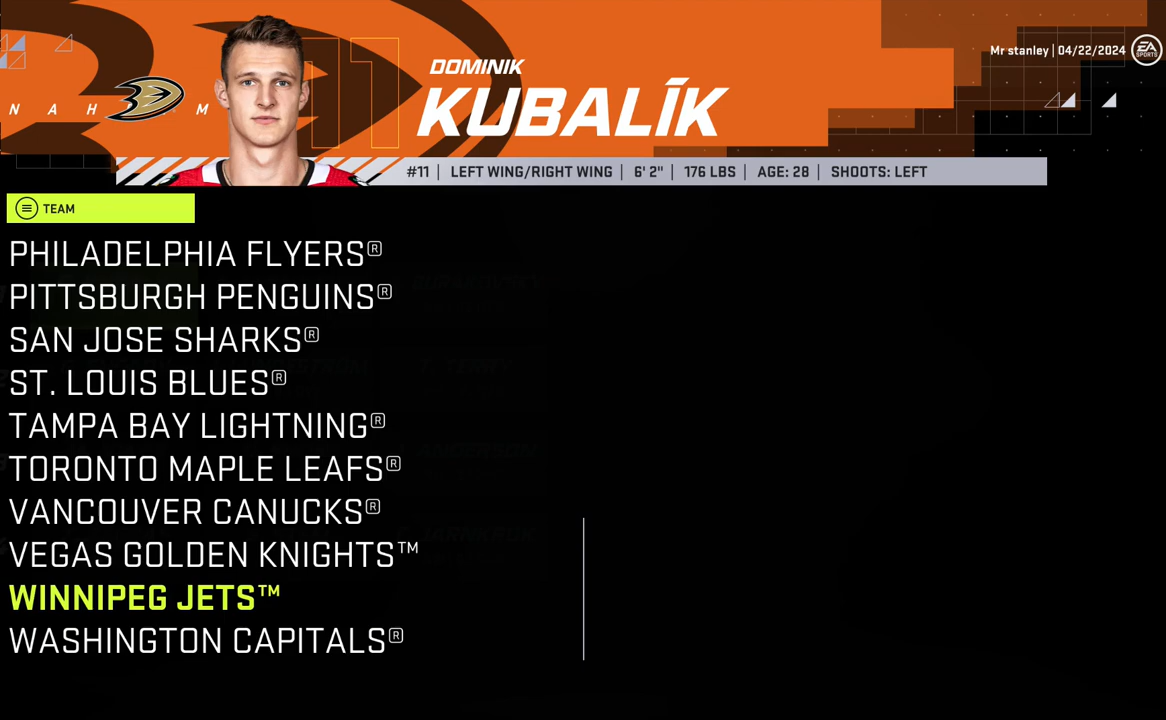 DOMINIK
KUBALÍK
Mr stanley | 04/22/2024
EA
SPORTS
N A H M
11
#11 | LEFT WING/RIGHT WING | 6' 2" | 176 LBS | AGE: 28 | SHOOTS: LEFT
TEAM
PHILADELPHIA FLYERS®
PITTSBURGH PENGUINS®
SAN JOSE SHARKS®
ST. LOUIS BLUES®
TAMPA BAY LIGHTNING®
TORONTO MAPLE LEAFS®
VANCOUVER CANUCKS®
VEGAS GOLDEN KNIGHTS™
WINNIPEG JETS™
WASHINGTON CAPITALS®